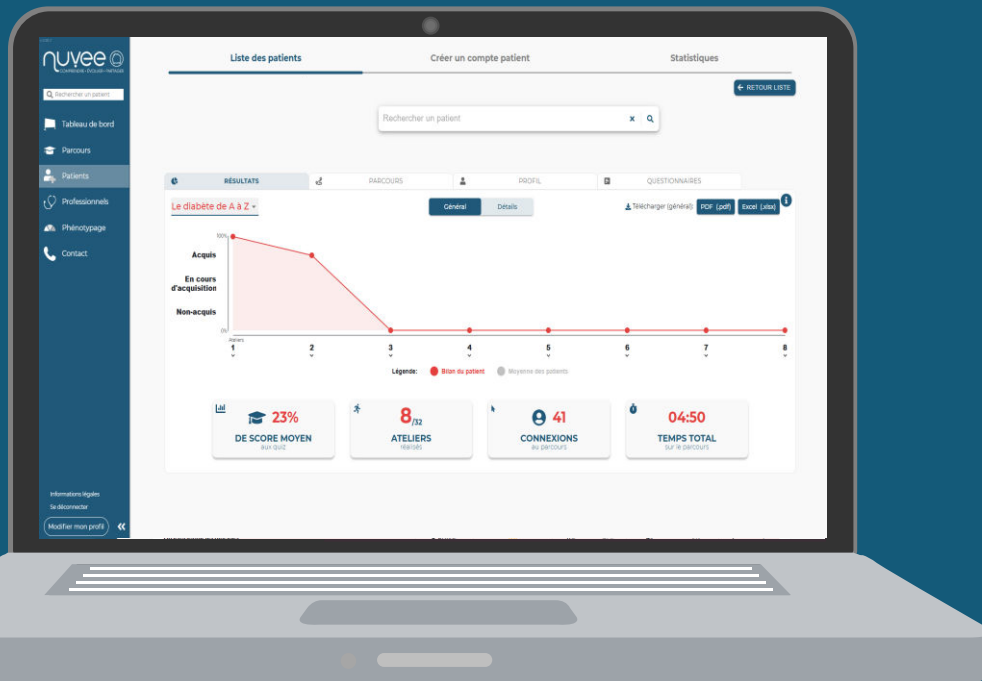 nuvee
COMPRENDRE • ÉVOLUER • PARTAGER
Rechercher un patient
Tableau de bord
Parcours
Patients
Professionnels
Phénotypage
Contact
Informations légales
Se déconnecter
Modifier mon profil
Liste des patients
Créer un compte patient
Statistiques
← RETOUR LISTE
Rechercher un patient x
RÉSULTATS
PARCOURS
PROFIL
QUESTIONNAIRES
Le diabète de A à Z
Général
Détails
Télécharger (général):
PDF (.pdf)
Excel (.xlsx)
100%
Acquis
En cours
d'acquisition
Non-acquis
0%
Ateliers
1 2 3 4 5 6 7 8
Légende: Bilan du patient Moyenne des patients
23%
DE SCORE MOYEN
aux quiz
8/32
ATELIERS
réalisés
41
CONNEXIONS
au parcours
04:50
TEMPS TOTAL
sur le parcours